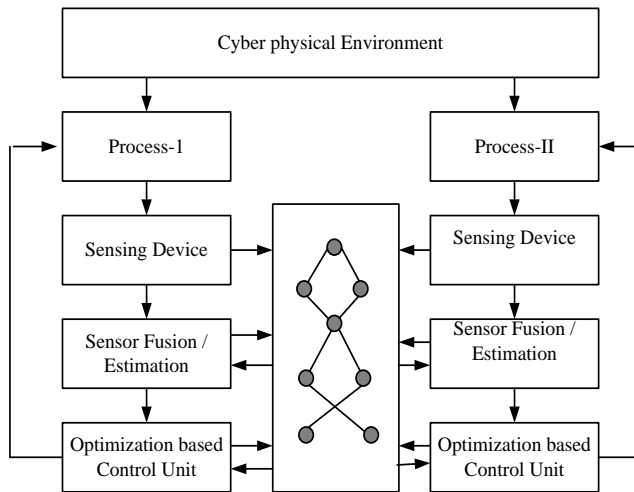 Cyber physical Environment
Process-1
Process-II
Sensing Device
Sensing Device
Sensor Fusion /
Estimation
Sensor Fusion /
Estimation
Optimization based
Control Unit
Optimization based
Control Unit